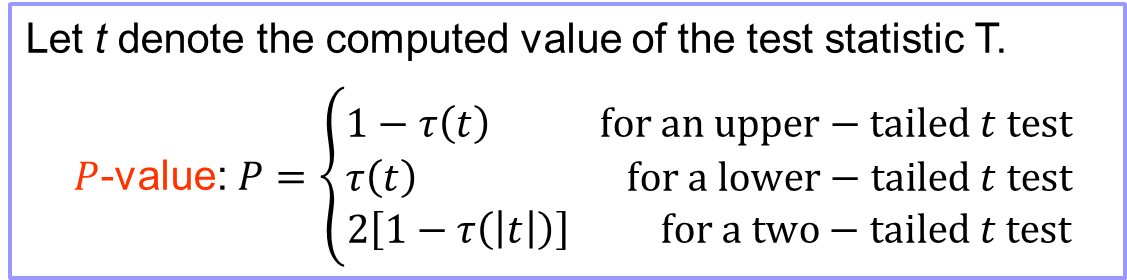 Let t denote the computed value of the test statistic T.
1 − τ(t) for an upper − tailed t test
P-value: P = { τ(t) for a lower − tailed t test
2[1 − τ(|t|)] for a two − tailed t test